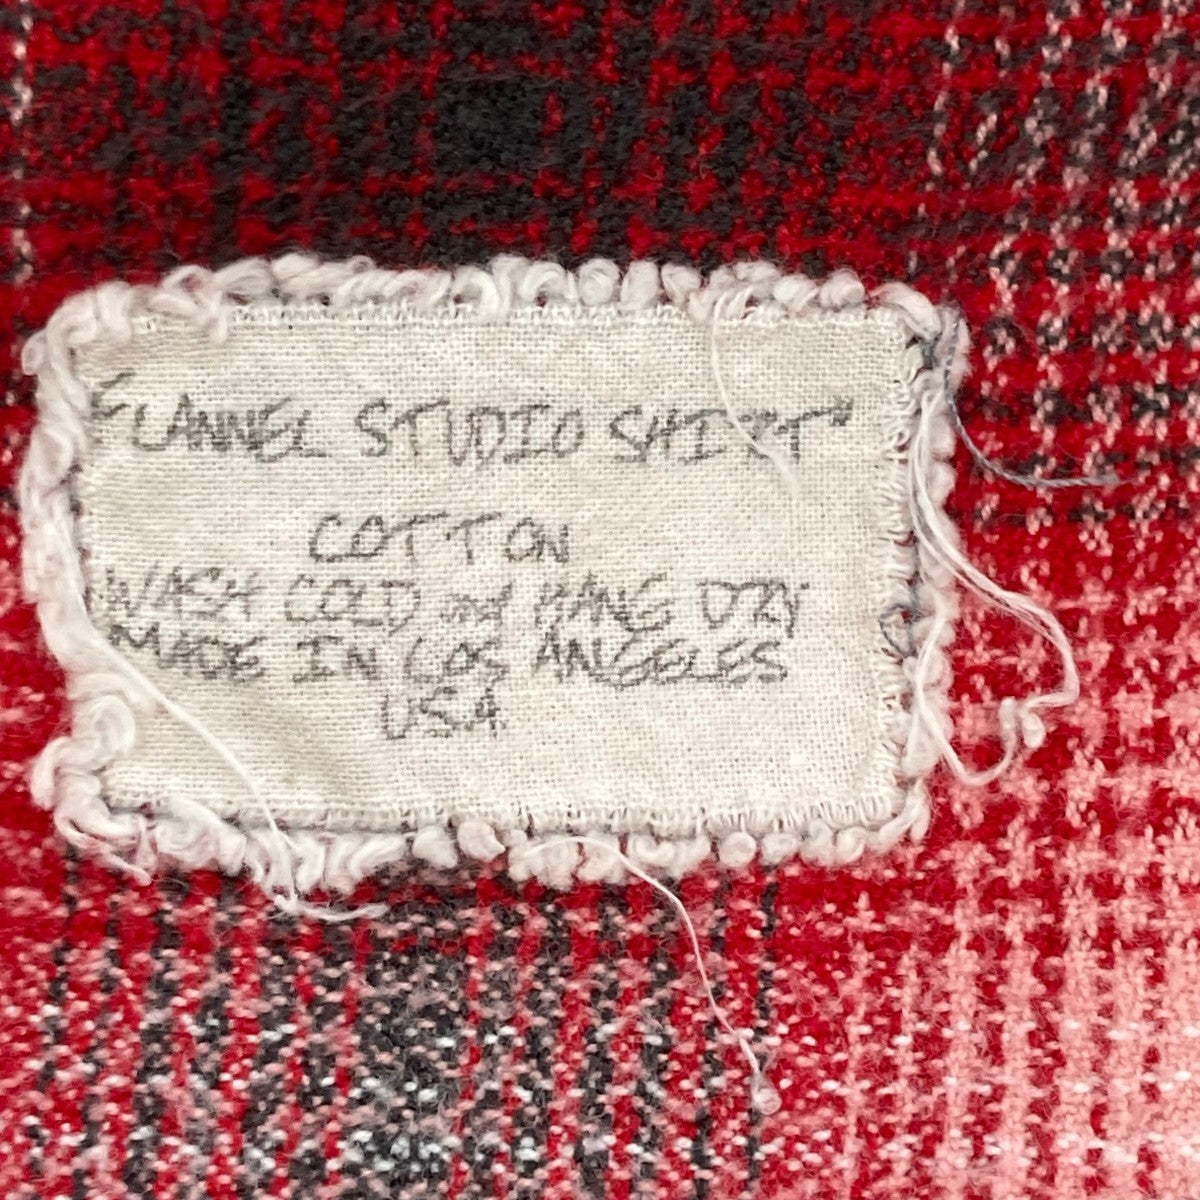 "FLANNEL STUDIO SHIRT"
COTTON
WASH COLD and HANG DRY
MADE IN LOS ANGELES
USA